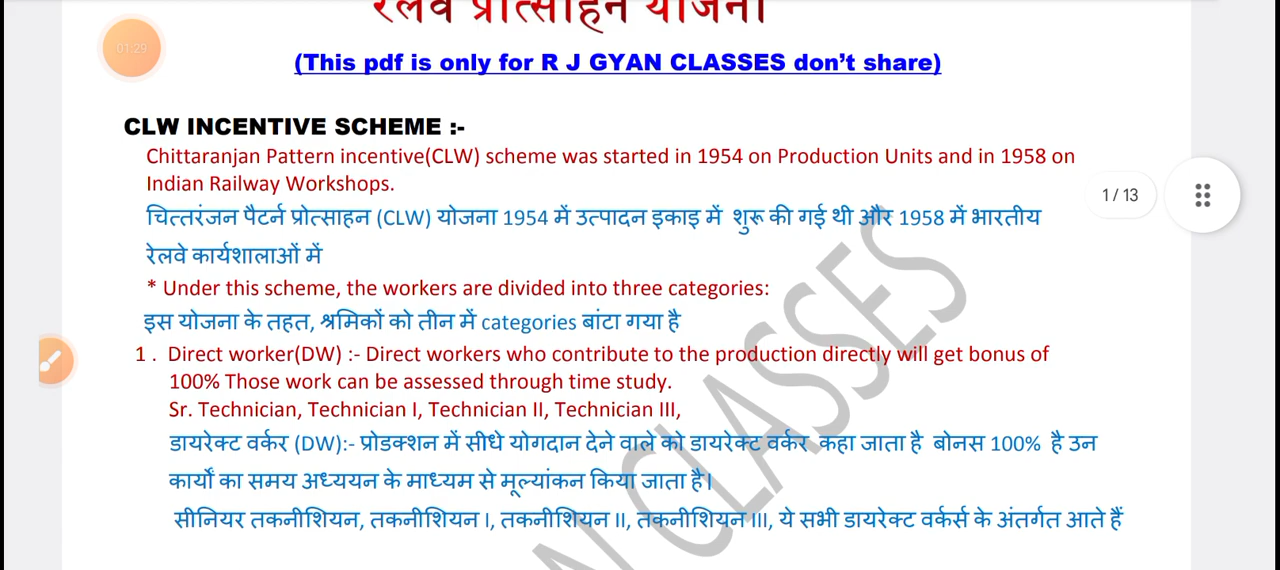 रेलवे प्रोत्साहन योजना
01:29
(This pdf is only for R J GYAN CLASSES don’t share)
CLW INCENTIVE SCHEME :-
Chittaranjan Pattern incentive(CLW) scheme was started in 1954 on Production Units and in 1958 on
Indian Railway Workshops.
1 / 13
चित्तरंजन पैटर्न प्रोत्साहन (CLW) योजना 1954 में उत्पादन इकाइ में शुरू की गई थी और 1958 में भारतीय
रेलवे कार्यशालाओं में
* Under this scheme, the workers are divided into three categories:
इस योजना के तहत, श्रमिकों को तीन में categories बांटा गया है
1 . Direct worker(DW) :- Direct workers who contribute to the production directly will get bonus of
100% Those work can be assessed through time study.
Sr. Technician, Technician I, Technician II, Technician III,
डायरेक्ट वर्कर (DW):- प्रोडक्शन में सीधे योगदान देने वाले को डायरेक्ट वर्कर कहा जाता है बोनस 100% है उन
कार्यों का समय अध्ययन के माध्यम से मूल्यांकन किया जाता है।
सीनियर तकनीशियन, तकनीशियन I, तकनीशियन II, तकनीशियन III, ये सभी डायरेक्ट वर्कर्स के अंतर्गत आते हैं
N CLASSES